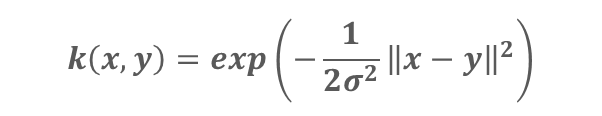 k(x, y) = exp(−1/(2σ²) ‖x − y‖²)